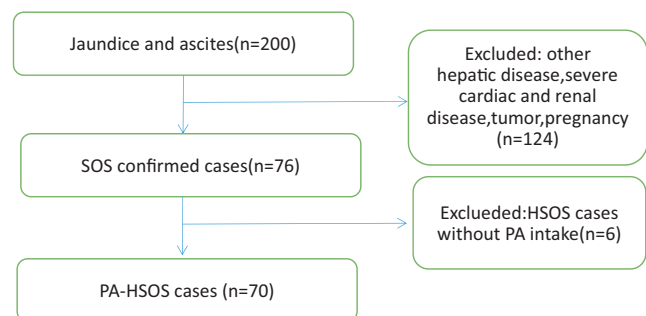 Jaundice and ascites(n=200)
Excluded: other
hepatic disease,severe
cardiac and renal
disease,tumor,pregnancy
(n=124)
SOS confirmed cases(n=76)
Exclueded:HSOS cases
without PA intake(n=6)
PA-HSOS cases (n=70)